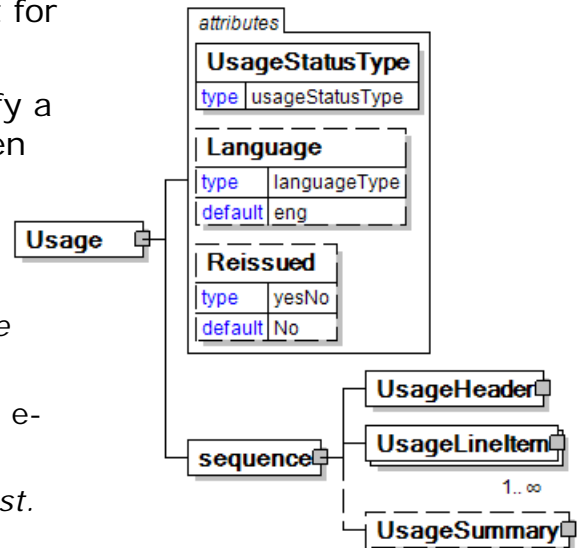 t for
fy a
en
e
e-
st.
attributes
UsageStatusType
type usageStatusType
Language
type languageType
default eng
Usage
Reissued
type yesNo
default No
sequence
UsageHeader
UsageLineItem
1.. ∞
UsageSummary